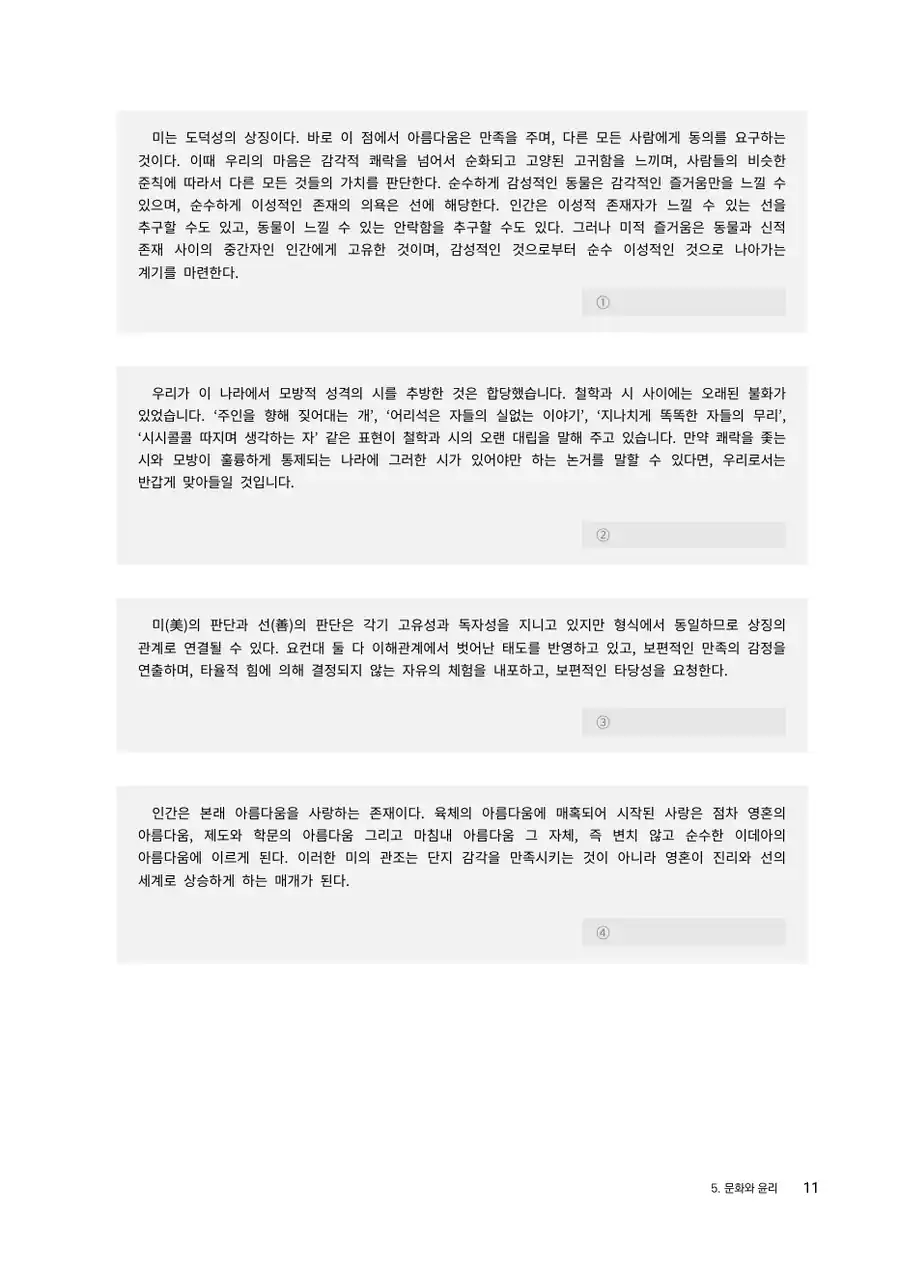 미는 도덕성의 상징이다. 바로 이 점에서 아름다움은 만족을 주며, 다른 모든 사람에게 동의를 요구하는
것이다. 이때 우리의 마음은 감각적 쾌락을 넘어서 순화되고 고양된 고귀함을 느끼며, 사람들의 비슷한
준칙에 따라서 다른 모든 것들의 가치를 판단한다. 순수하게 감성적인 동물은 감각적인 즐거움만을 느낄 수
있으며, 순수하게 이성적인 존재의 의욕은 선에 해당한다. 인간은 이성적 존재자가 느낄 수 있는 선을
추구할 수도 있고, 동물이 느낄 수 있는 안락함을 추구할 수도 있다. 그러나 미적 즐거움은 동물과 신적
존재 사이의 중간자인 인간에게 고유한 것이며, 감성적인 것으로부터 순수 이성적인 것으로 나아가는
계기를 마련한다.
①
우리가 이 나라에서 모방적 성격의 시를 추방한 것은 합당했습니다. 철학과 시 사이에는 오래된 불화가
있었습니다. ‘주인을 향해 짖어대는 개’, ‘어리석은 자들의 실없는 이야기’, ‘지나치게 똑똑한 자들의 무리’,
‘시시콜콜 따지며 생각하는 자’ 같은 표현이 철학과 시의 오랜 대립을 말해 주고 있습니다. 만약 쾌락을 좇는
시와 모방이 훌륭하게 통제되는 나라에 그러한 시가 있어야만 하는 논거를 말할 수 있다면, 우리로서는
반갑게 맞아들일 것입니다.
②
미(美)의 판단과 선(善)의 판단은 각기 고유성과 독자성을 지니고 있지만 형식에서 동일하므로 상징의
관계로 연결될 수 있다. 요컨대 둘 다 이해관계에서 벗어난 태도를 반영하고 있고, 보편적인 만족의 감정을
연출하며, 타율적 힘에 의해 결정되지 않는 자유의 체험을 내포하고, 보편적인 타당성을 요청한다.
③
인간은 본래 아름다움을 사랑하는 존재이다. 육체의 아름다움에 매혹되어 시작된 사랑은 점차 영혼의
아름다움, 제도와 학문의 아름다움 그리고 마침내 아름다움 그 자체, 즉 변치 않고 순수한 이데아의
아름다움에 이르게 된다. 이러한 미의 관조는 단지 감각을 만족시키는 것이 아니라 영혼이 진리와 선의
세계로 상승하게 하는 매개가 된다.
④
5. 문화와 윤리 11